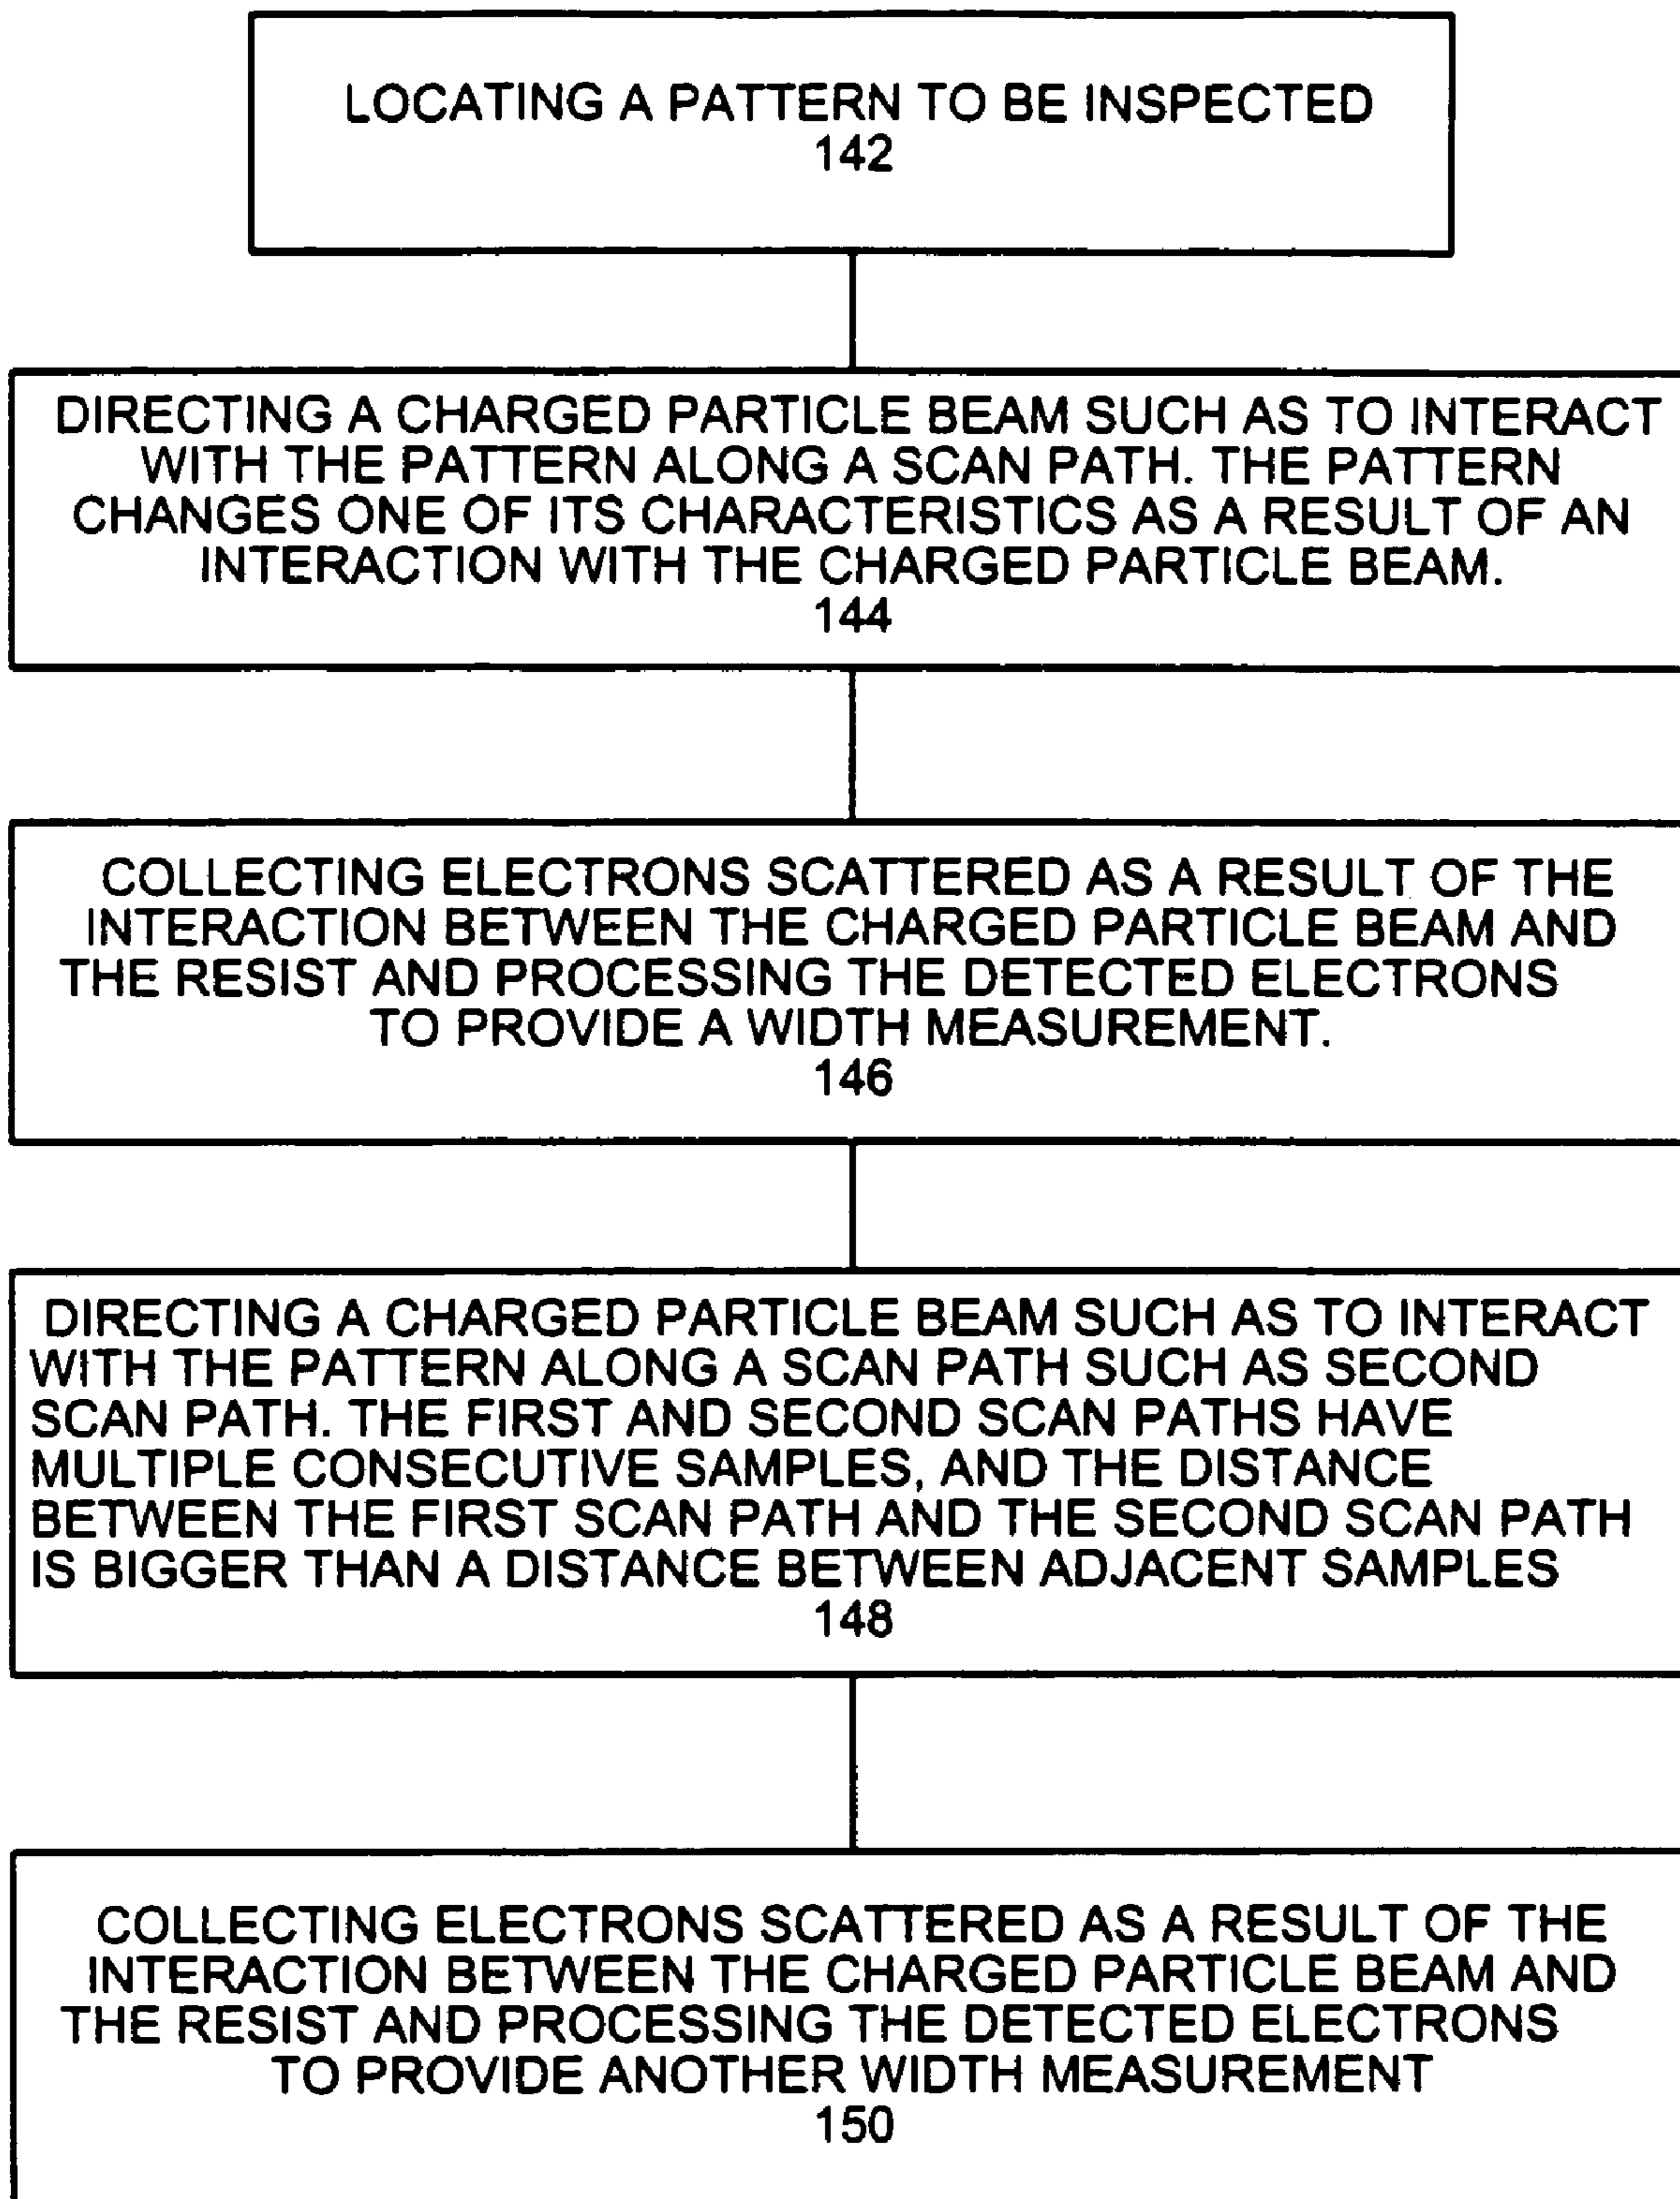 LOCATING A PATTERN TO BE INSPECTED
142
DIRECTING A CHARGED PARTICLE BEAM SUCH AS TO INTERACT
WITH THE PATTERN ALONG A SCAN PATH. THE PATTERN
CHANGES ONE OF ITS CHARACTERISTICS AS A RESULT OF AN
INTERACTION WITH THE CHARGED PARTICLE BEAM.
144
COLLECTING ELECTRONS SCATTERED AS A RESULT OF THE
INTERACTION BETWEEN THE CHARGED PARTICLE BEAM AND
THE RESIST AND PROCESSING THE DETECTED ELECTRONS
TO PROVIDE A WIDTH MEASUREMENT.
146
DIRECTING A CHARGED PARTICLE BEAM SUCH AS TO INTERACT
WITH THE PATTERN ALONG A SCAN PATH SUCH AS SECOND
SCAN PATH. THE FIRST AND SECOND SCAN PATHS HAVE
MULTIPLE CONSECUTIVE SAMPLES, AND THE DISTANCE
BETWEEN THE FIRST SCAN PATH AND THE SECOND SCAN PATH
IS BIGGER THAN A DISTANCE BETWEEN ADJACENT SAMPLES
148
COLLECTING ELECTRONS SCATTERED AS A RESULT OF THE
INTERACTION BETWEEN THE CHARGED PARTICLE BEAM AND
THE RESIST AND PROCESSING THE DETECTED ELECTRONS
TO PROVIDE ANOTHER WIDTH MEASUREMENT
150